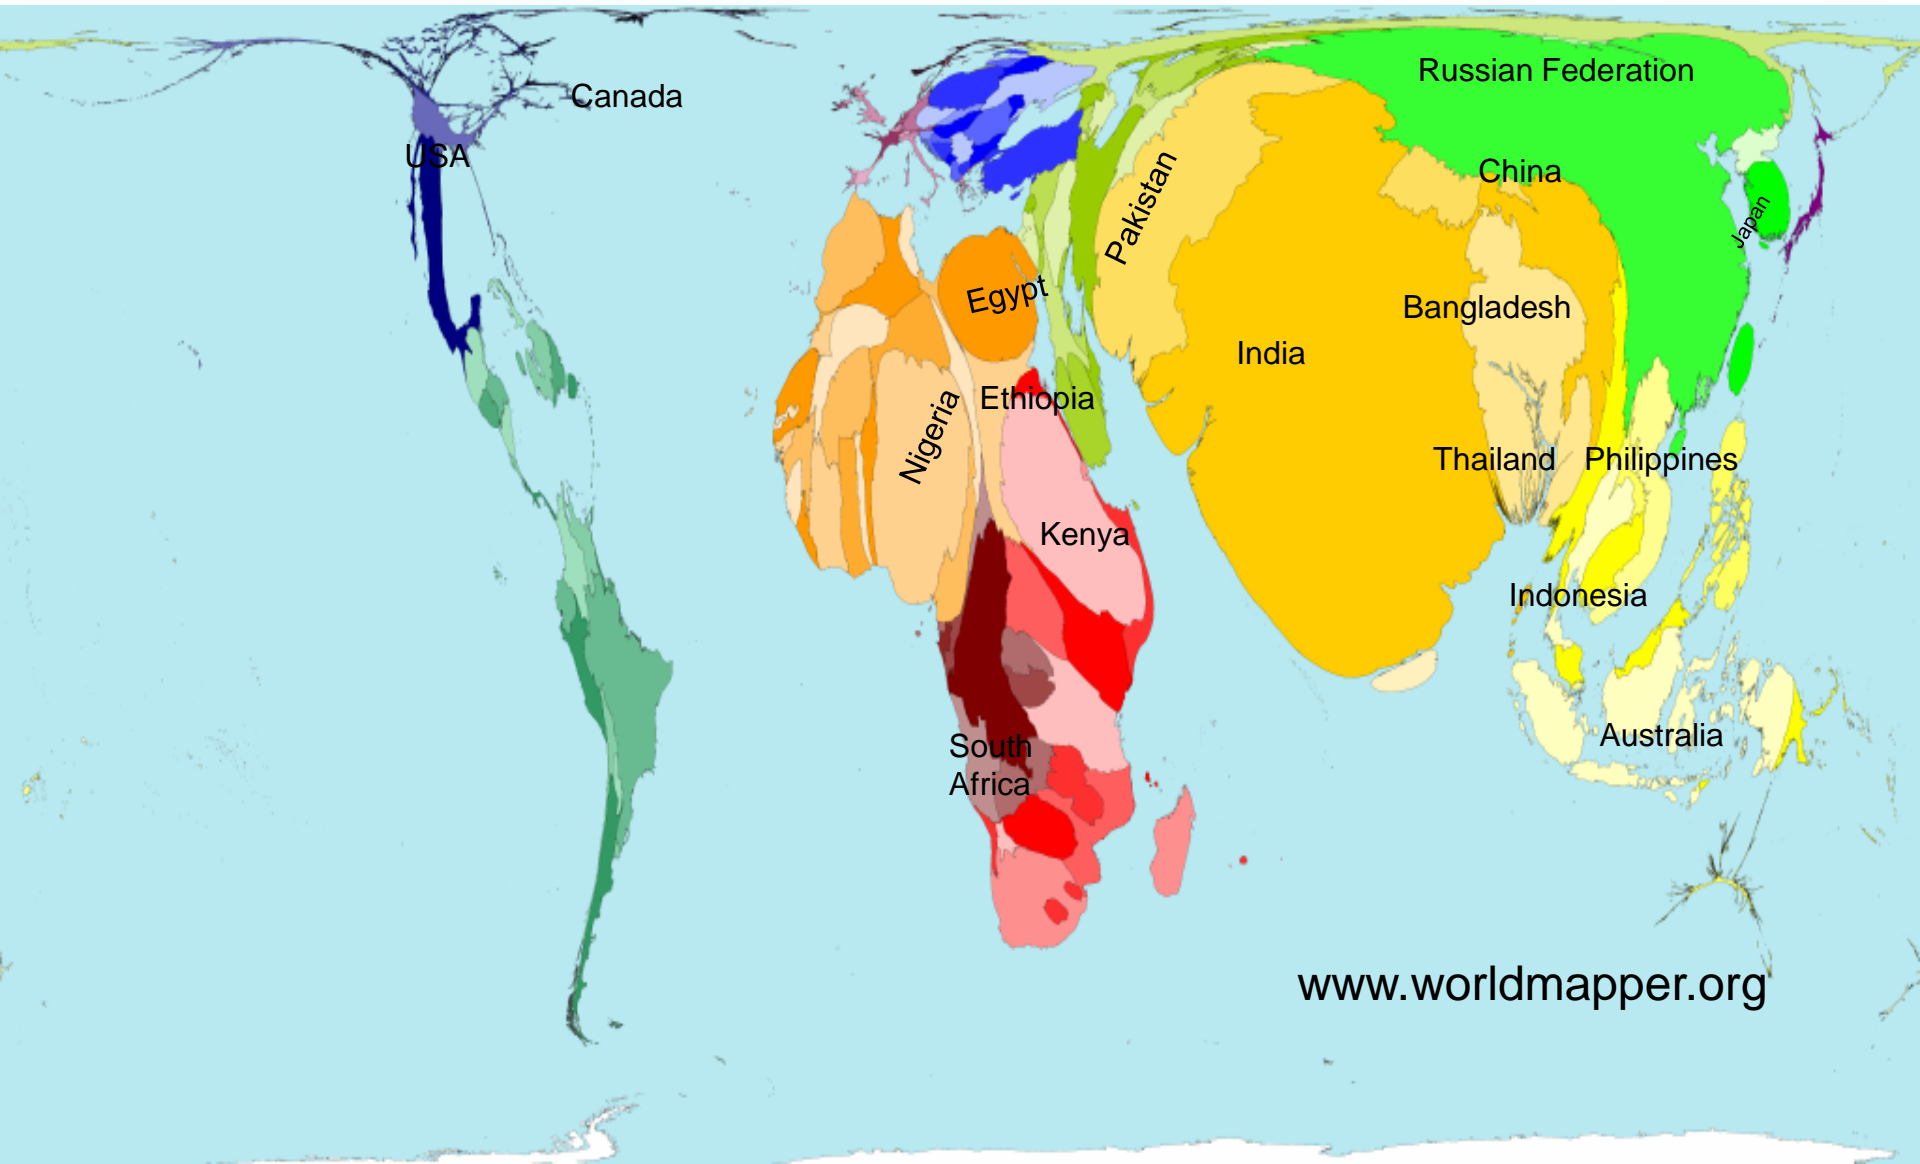 Russian Federation
Canada
USA
China
Pakistan
Japan
Egypt
Bangladesh
India
Ethiopia
Nigeria
Thailand
Philippines
Kenya
Indonesia
Australia
South
Africa
www.worldmapper.org